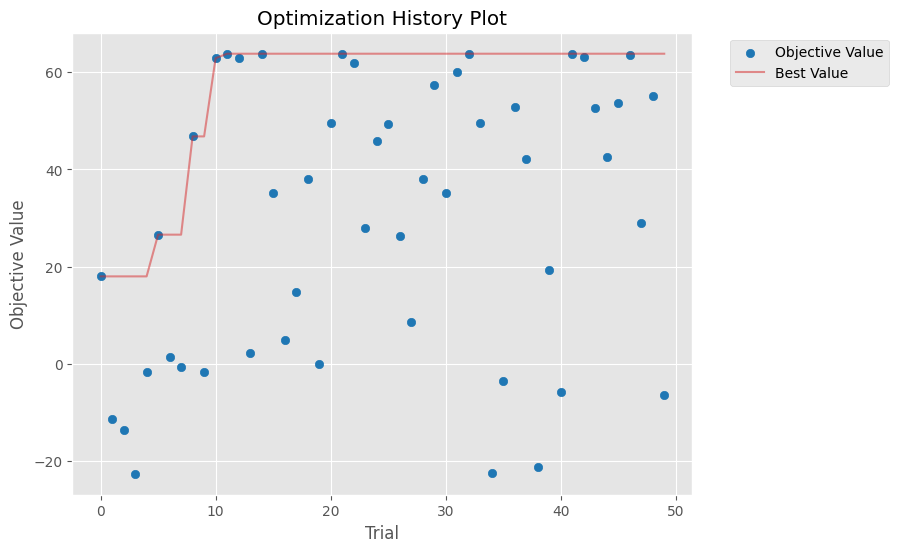 Optimization History Plot
Objective Value
Best Value
Objective Value
60
40
20
0
−20
0 10 20 30 40 50
Trial